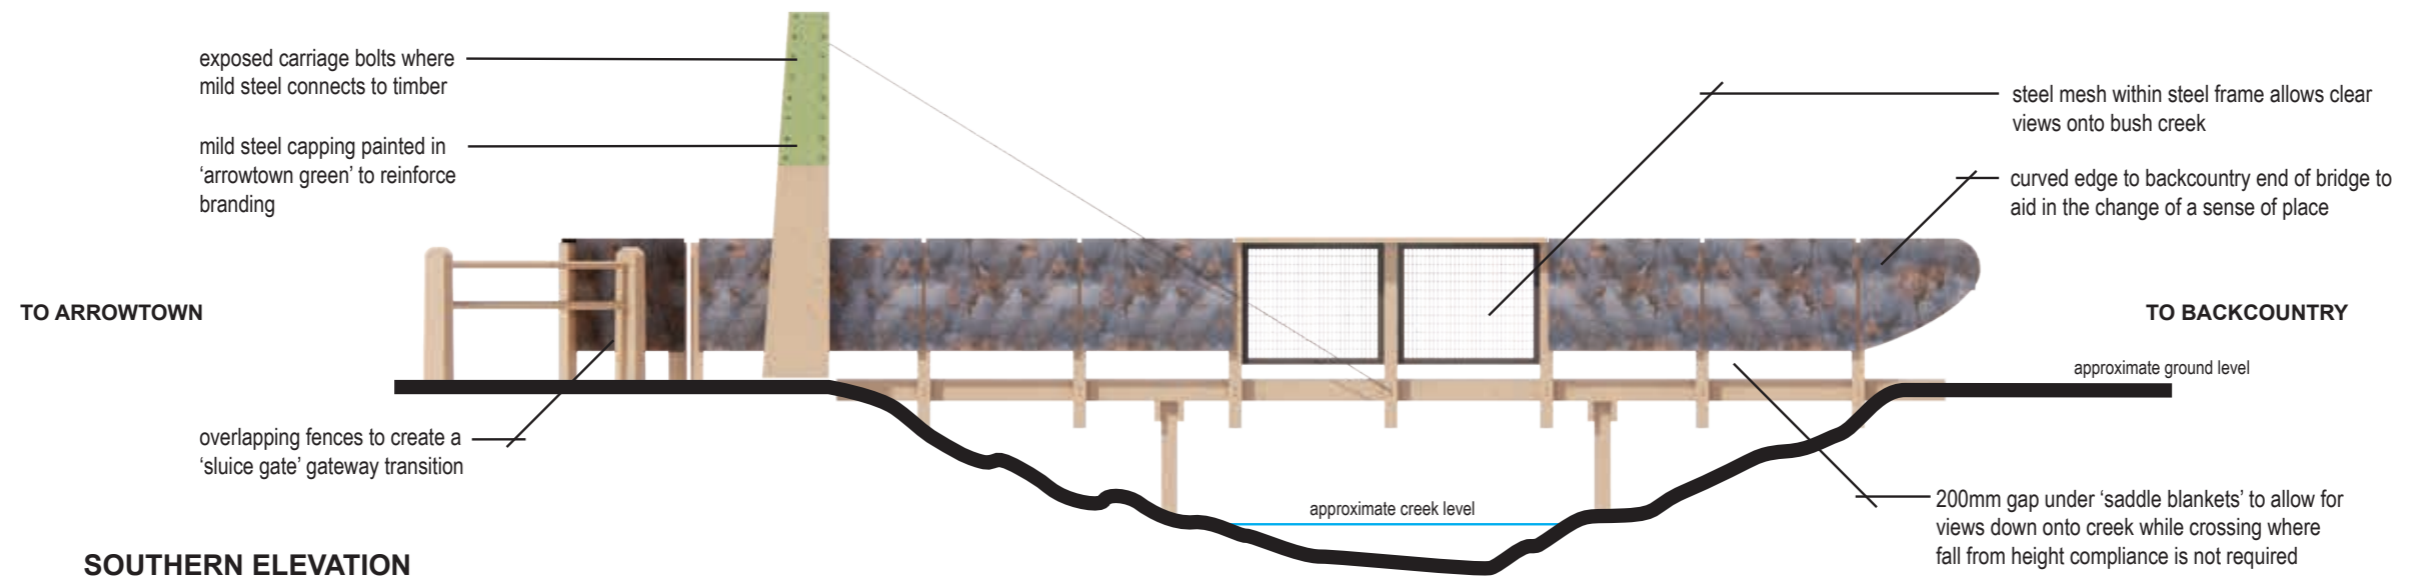 exposed carriage bolts where
mild steel connects to timber
mild steel capping painted in
‘arrowtown green’ to reinforce
branding
steel mesh within steel frame allows clear
views onto bush creek
curved edge to backcountry end of bridge to
aid in the change of a sense of place
TO ARROWTOWN
TO BACKCOUNTRY
approximate ground level
overlapping fences to create a
‘sluice gate’ gateway transition
approximate creek level
200mm gap under ‘saddle blankets’ to allow for
views down onto creek while crossing where
fall from height compliance is not required
SOUTHERN ELEVATION